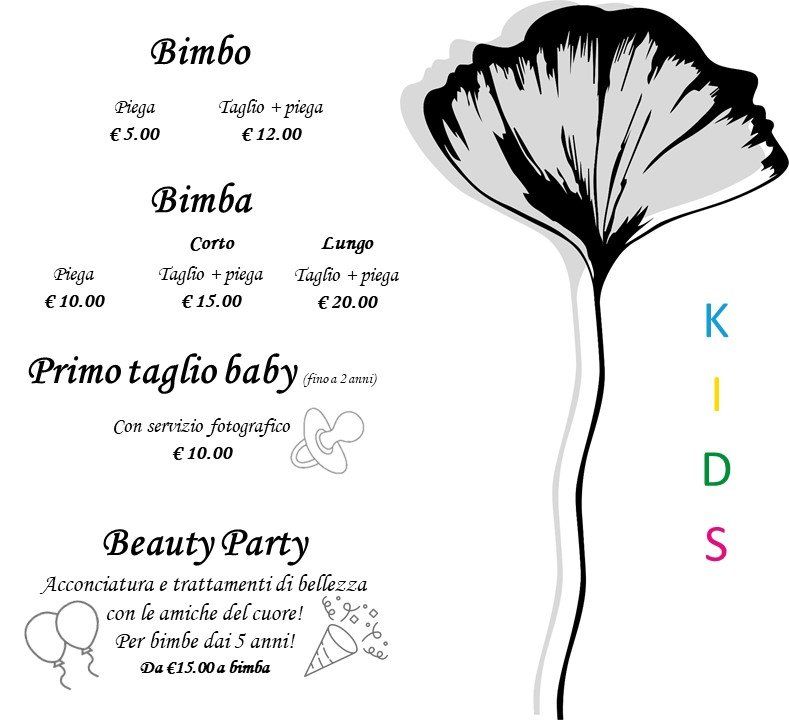 Bimbo
Piega Taglio + piega
€ 5.00 € 12.00
Bimba
Corto Lungo
Piega Taglio + piega Taglio + piega
€ 10.00 € 15.00 € 20.00
Primo taglio baby (fino a 2 anni)
Con servizio fotografico
€ 10.00
Beauty Party
Acconciatura e trattamenti di bellezza
con le amiche del cuore!
Per bimbe dai 5 anni!
Da €15.00 a bimba
K
I
D
S